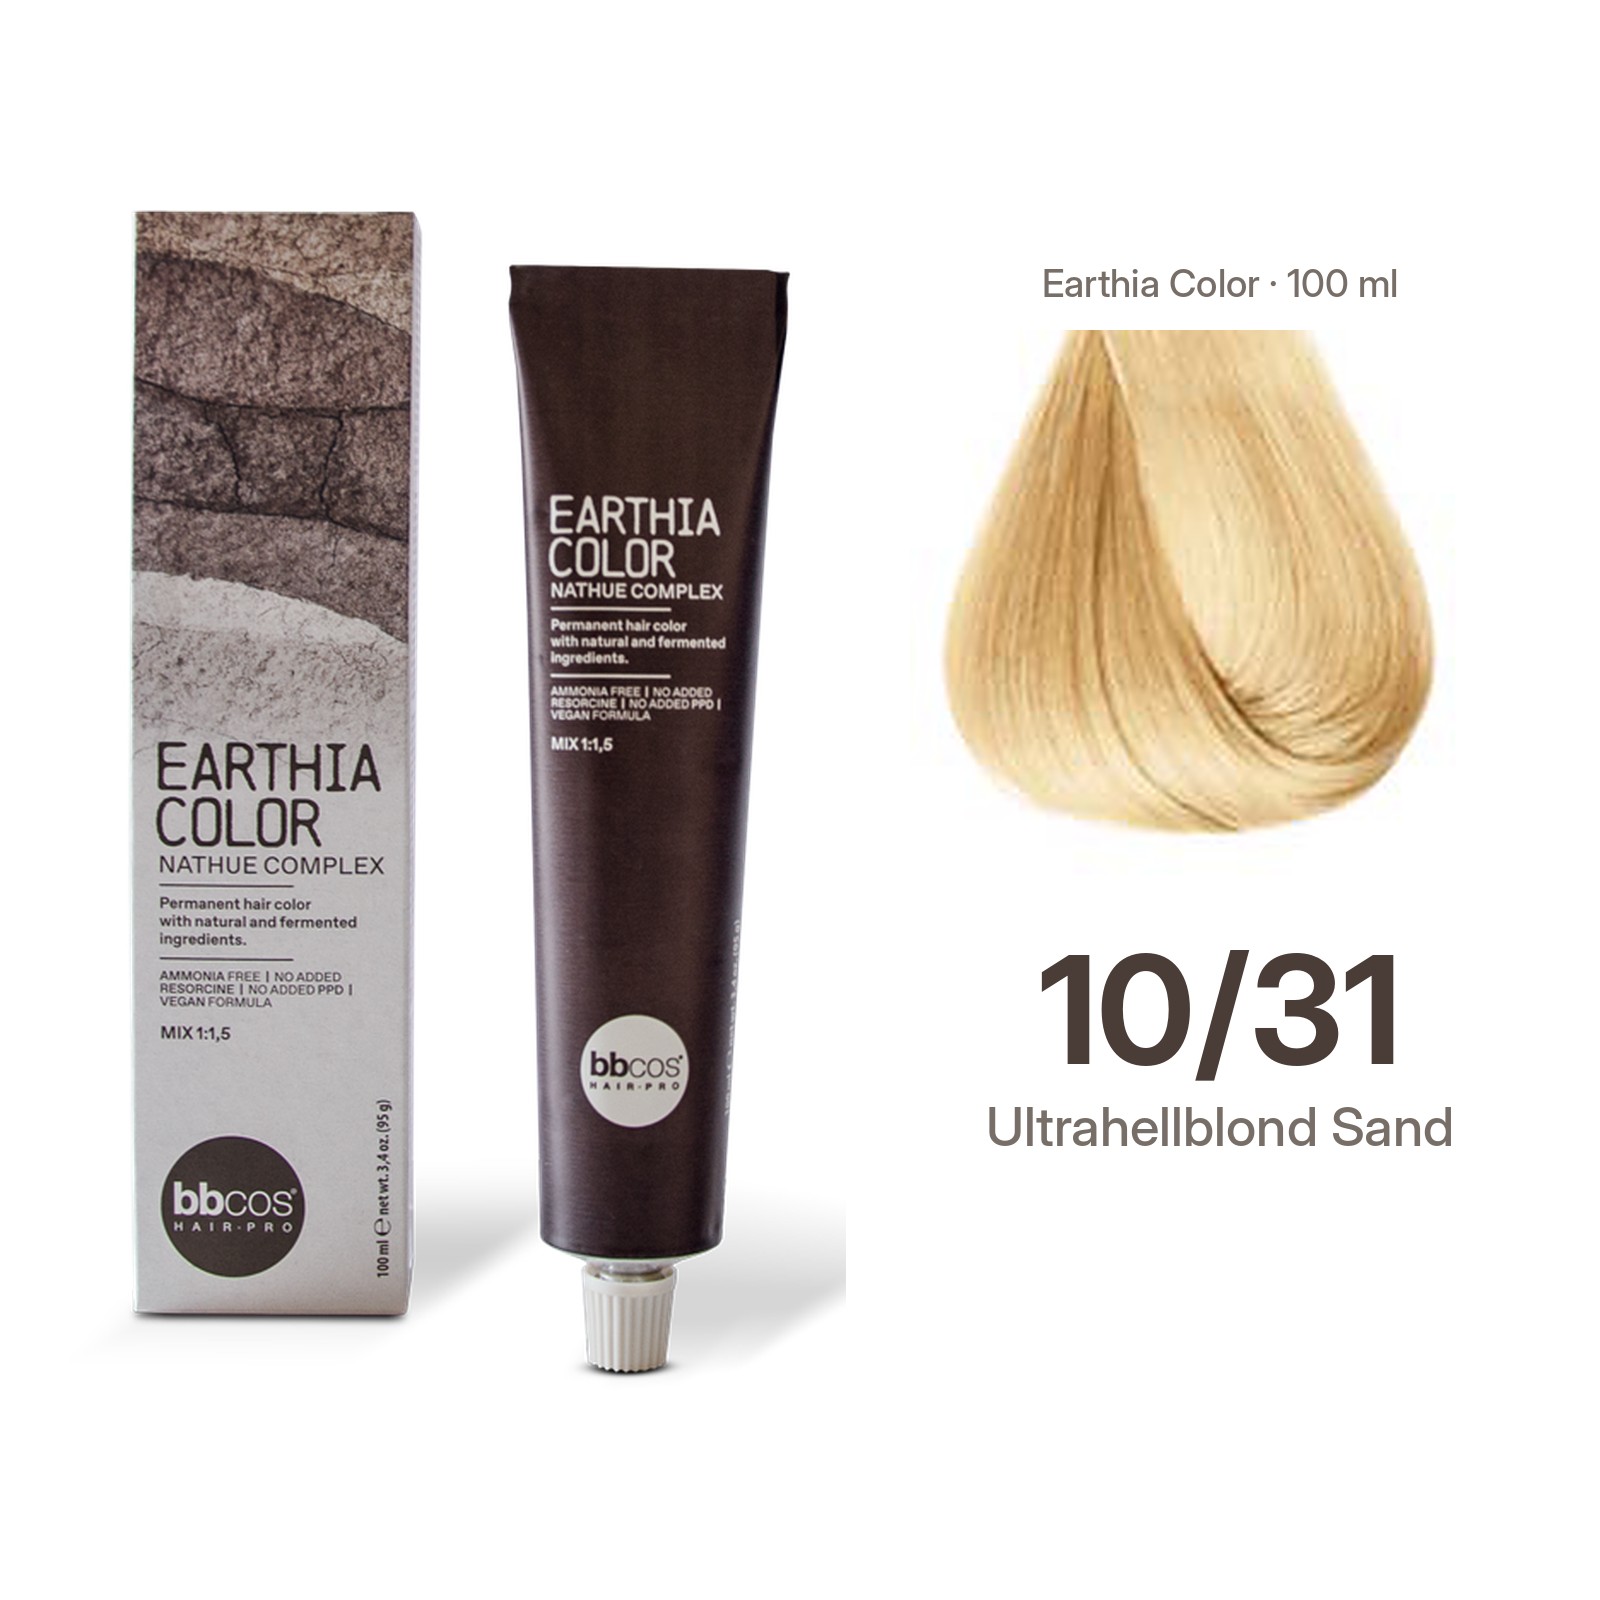 EARTHIA
COLOR
NATHUE COMPLEX
Permanent hair color
with natural and fermented
ingredients.
AMMONIA FREE | NO ADDED
RESORCINE | NO ADDED PPD |
VEGAN FORMULA
MIX 1:1,5
bbcos®
HAIR·PRO
100 ml ℮ net wt. 3,4 oz. (95 g)
EARTHIA
COLOR
NATHUE COMPLEX
Permanent hair color
with natural and fermented
ingredients.
AMMONIA FREE | NO ADDED
RESORCINE | NO ADDED PPD |
VEGAN FORMULA
MIX 1:1,5
bbcos®
HAIR·PRO
Earthia Color · 100 ml
10/31
Ultrahellblond Sand